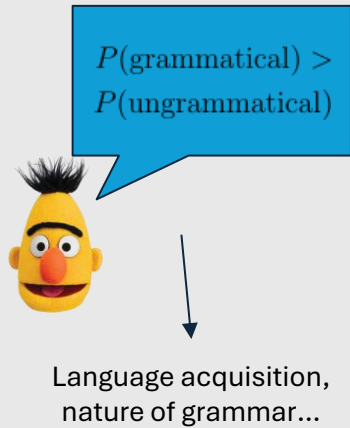 P(grammatical) >
P(ungrammatical)
Language acquisition,
nature of grammar...